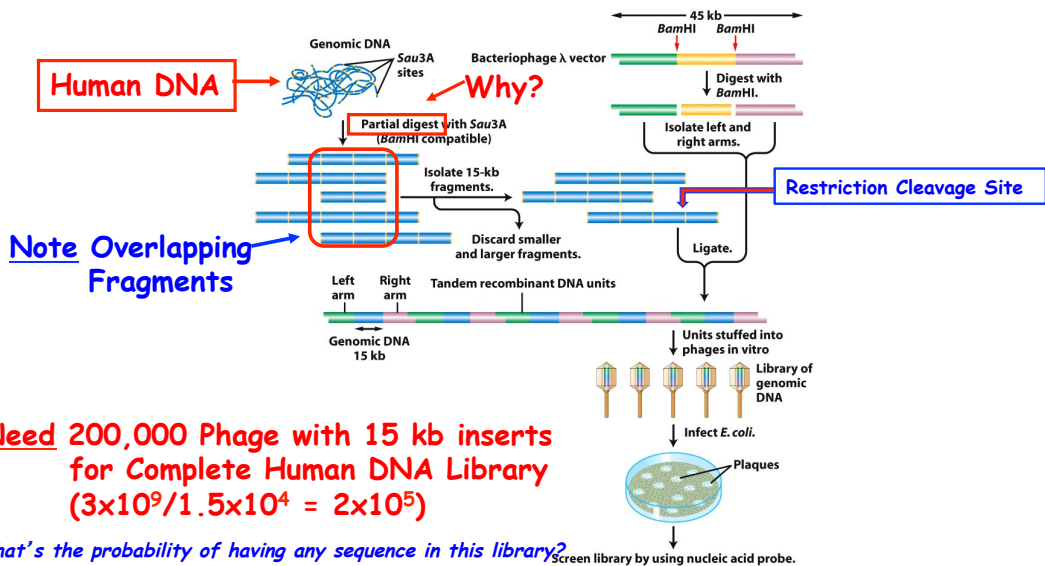 45 kb
BamHI BamHI
Genomic DNA
Sau3A
sites
Bacteriophage λ vector
Human DNA
Why?
Digest with
BamHI.
Partial digest with Sau3A
(BamHI compatible)
Isolate left and
right arms.
Isolate 15-kb
fragments.
Restriction Cleavage Site
Note Overlapping
Fragments
Discard smaller
and larger fragments.
Ligate.
Left
arm
Right
arm
Tandem recombinant DNA units
Genomic DNA
15 kb
Units stuffed into
phages in vitro
Library of
genomic
DNA
Need 200,000 Phage with 15 kb inserts
for Complete Human DNA Library
(3x10⁹/1.5x10⁴ = 2x10⁵)
Infect E. coli.
Plaques
hat's the probability of having any sequence in this library?
Screen library by using nucleic acid probe.